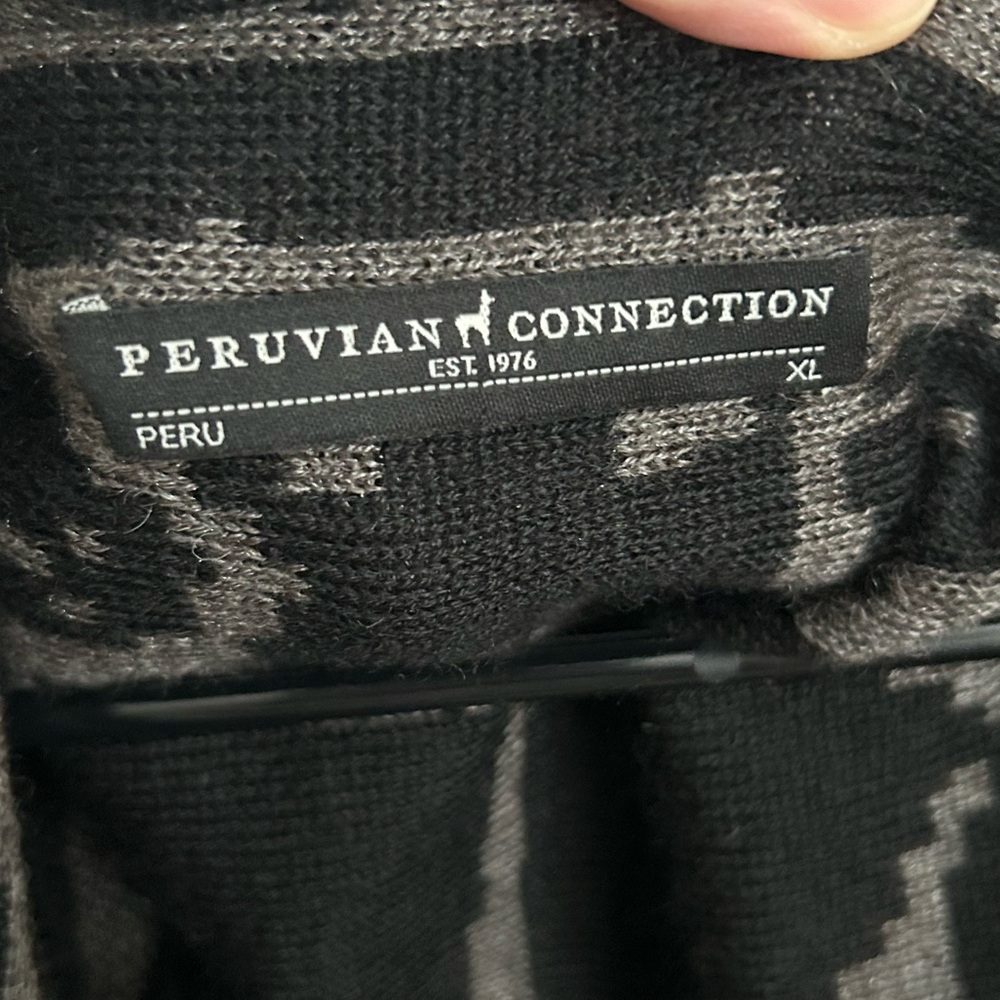 PERUVIAN CONNECTION
EST. 1976
XL
PERU